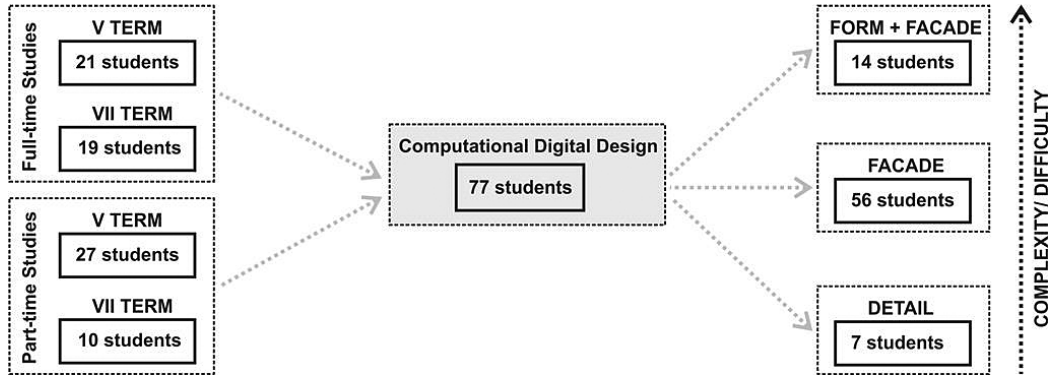 Full-time Studies
V TERM
21 students
VII TERM
19 students
Part-time Studies
V TERM
27 students
VII TERM
10 students
Computational Digital Design
77 students
FORM + FACADE
14 students
FACADE
56 students
DETAIL
7 students
COMPLEXITY/ DIFFICULTY